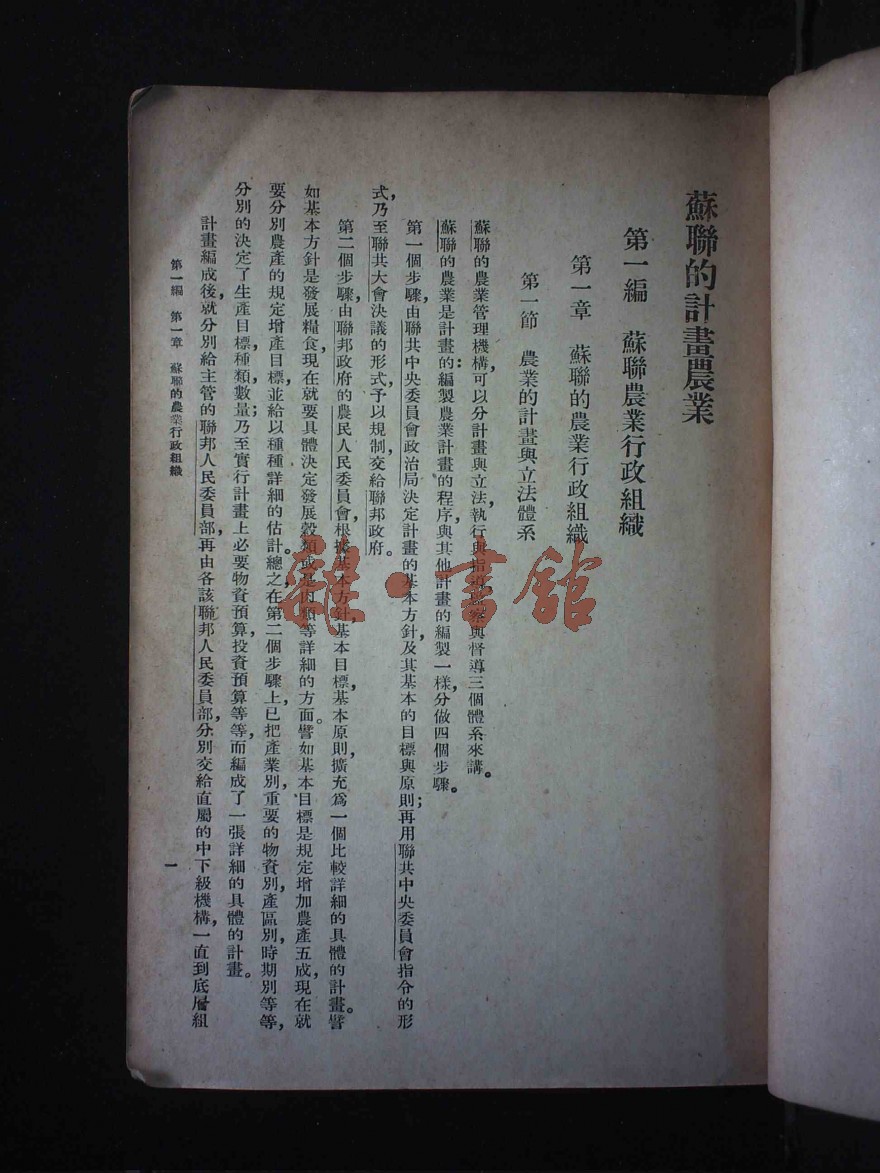 蘇聯的計畫農業
第一編　蘇聯農業行政組織
第一章　蘇聯的農業行政組織
第一節　農業的計畫與立法體系
蘇聯的農業管理機構，可以分計畫與立法，執行與指導，監察與督導三個體系來講。
蘇聯的農業是計畫的；編製農業計畫的程序，與其他計畫的編製一樣，分做四個步驟。
第一個步驟，由聯共中央委員會政治局決定計畫的基本方針，及其基本的目標與原則；再用聯共中央委員會指令的形
式，乃至聯共大會決議的形式，予以規制，交給聯邦政府。
第二個步驟，由聯邦政府的農民人民委員會，根據基本方針，基本目標，基本原則，擴充爲一個比較詳細的具體的計畫。譬
如基本方針是發展糧食，現在就要具體決定發展穀類或是肉類等詳細的方面。譬如基本目標是規定增加農產五成，現在就
要分別農產的規定增產目標，並給以種種詳細的估計。總之，在第二個步驟上，已把產業別，重要的物資別，產區別，時期別等等，
分別的決定了生產目標，種類，數量；乃至實行計畫上必要物資預算，投資預算等等，而編成了一張詳細的具體的計畫。
計畫編成後，就分別給主管的聯邦人民委員部，再由各該聯邦人民委員部，分別交給直屬的中下級機構，一直到底層組
第一編　第一章　蘇聯的農業行政組織
一
雜·書館